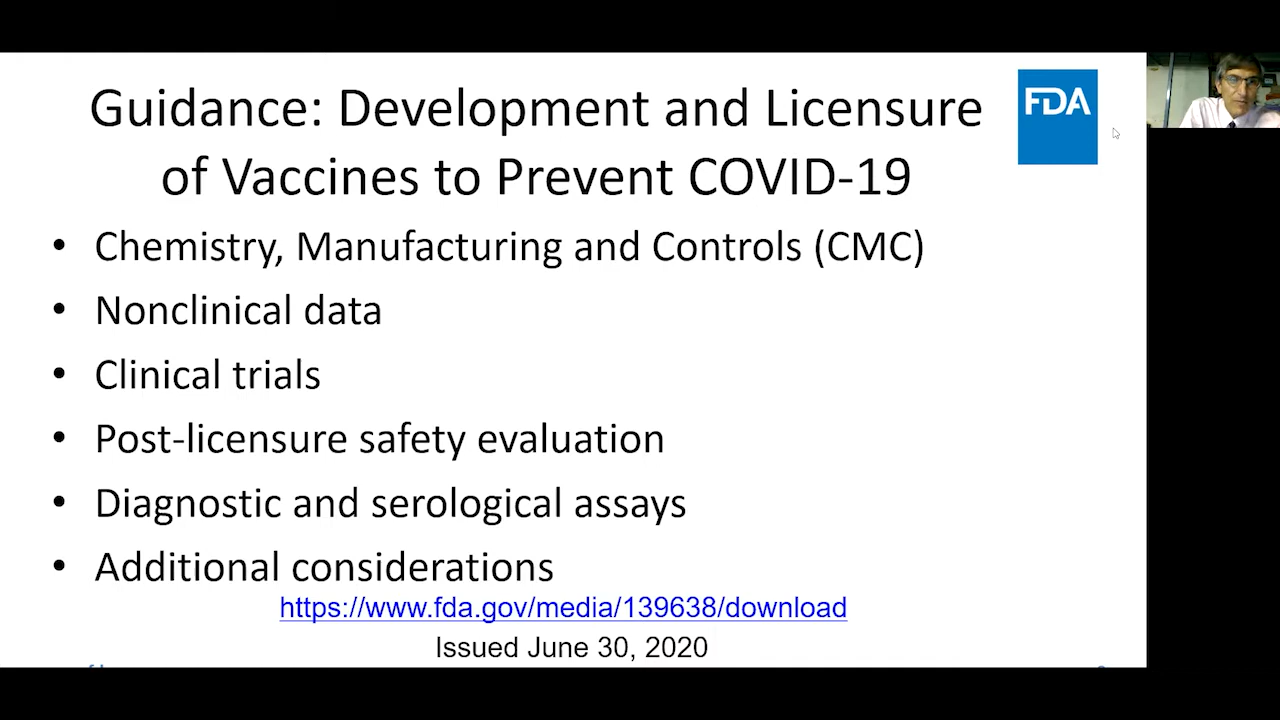 Guidance: Development and Licensure
of Vaccines to Prevent COVID-19
FDA
• Chemistry, Manufacturing and Controls (CMC)
• Nonclinical data
• Clinical trials
• Post-licensure safety evaluation
• Diagnostic and serological assays
• Additional considerations
https://www.fda.gov/media/139638/download
Issued June 30, 2020